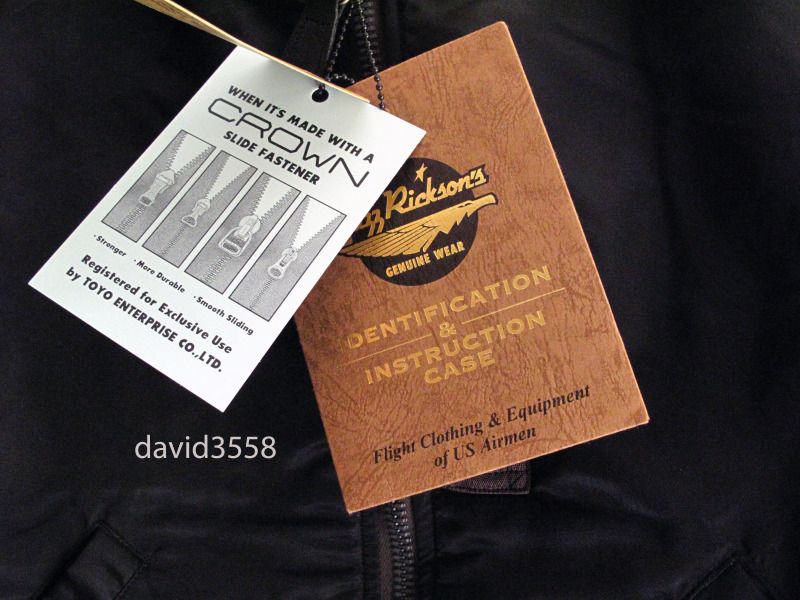 WHEN IT'S MADE WITH A
CROWN
SLIDE FASTENER
· Stronger · More Durable · Smooth Sliding
Registered for Exclusive Use
by TOYO ENTERPRISE CO.,LTD.
Rickson's
GENUINE WEAR
IDENTIFICATION
&
INSTRUCTION
CASE
Flight Clothing & Equipment
of US Airmen
david3558